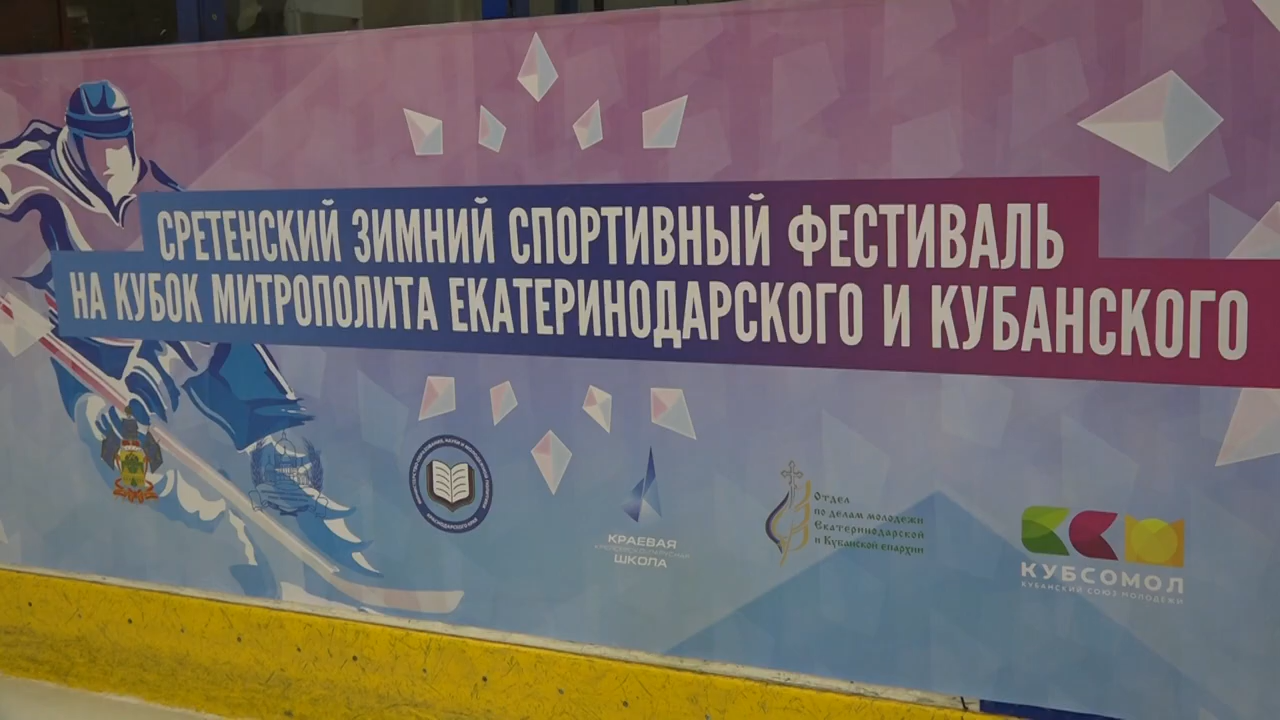 СРЕТЕНСКИЙ ЗИМНИЙ СПОРТИВНЫЙ ФЕСТИВАЛЬ
НА КУБОК МИТРОПОЛИТА ЕКАТЕРИНОДАРСКОГО И КУБАНСКОГО
КРАЕВАЯ
ШКОЛА
Отдел
по делам молодежи
Екатеринодарской
и Кубанской епархии
КУБСОМОЛ
КУБАНСКИЙ СОЮЗ МОЛОДЕЖИ